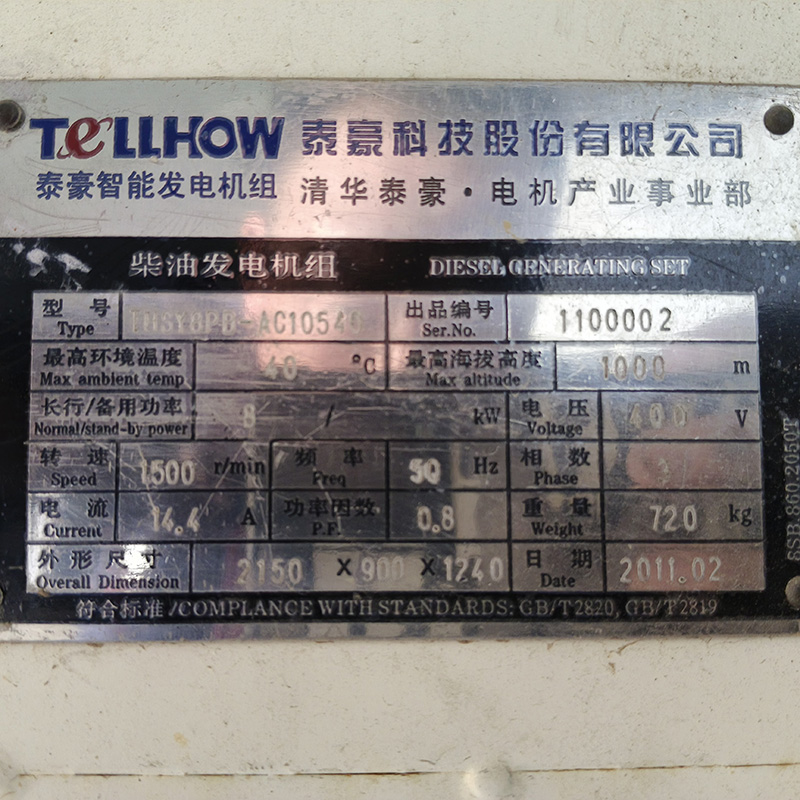 TELLHOW 泰豪科技股份有限公司
泰豪智能发电机组 清华泰豪·电机产业事业部
柴油发电机组 DIESEL GENERATING SET
型号 Type 出品编号 Ser.No. 1100002
最高环境温度 Max ambient temp 40 °C 最高海拔高度 Max altitude 1000 m
长行/备用功率 Normal/stand-by power 8 / kW 电压 Voltage 400 V
转速 Speed 1500 r/min 频率 Freq 50 Hz 相数 Phase 3
电流 Current 14.4 A 功率因数 P.F. 0.8 重量 Weight 720 kg
外形尺寸 Overall Dimension 2150 X 900 X 1240 日期 Date 2011.02
符合标准/COMPLIANCE WITH STANDARDS: GB/T2820, GB/T2819